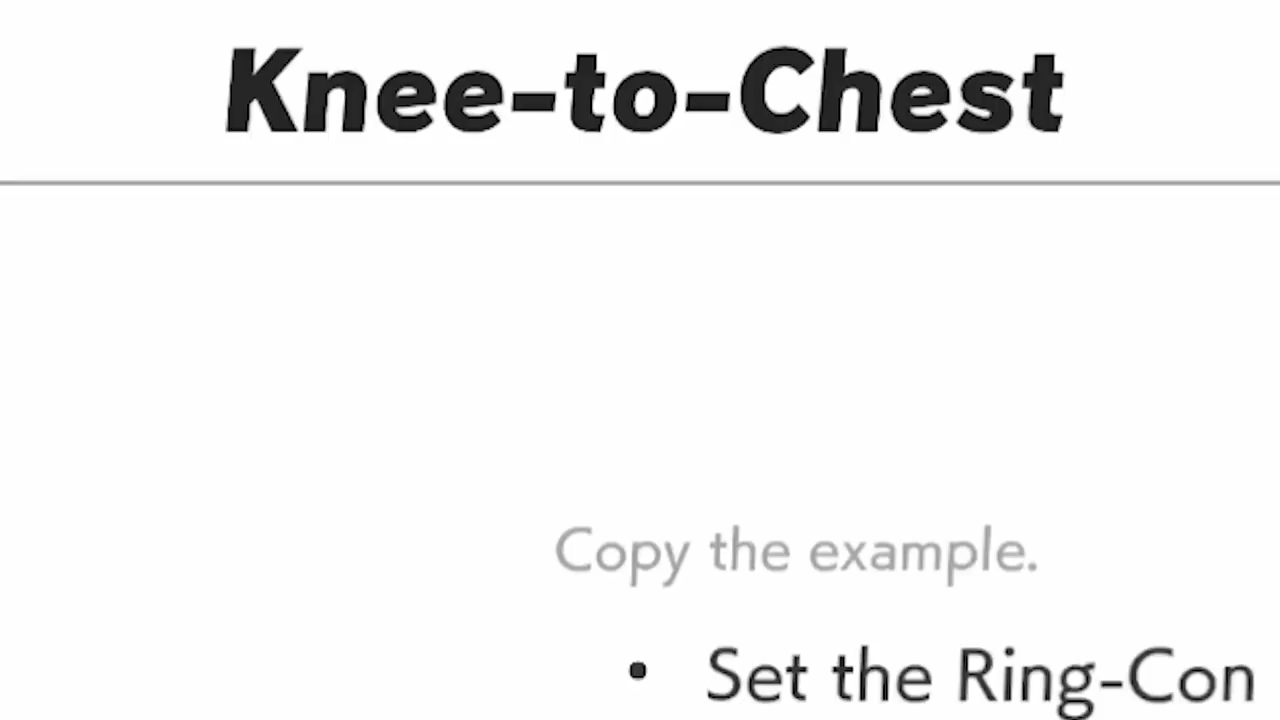 Knee-to-Chest
Copy the example.
• Set the Ring-Con